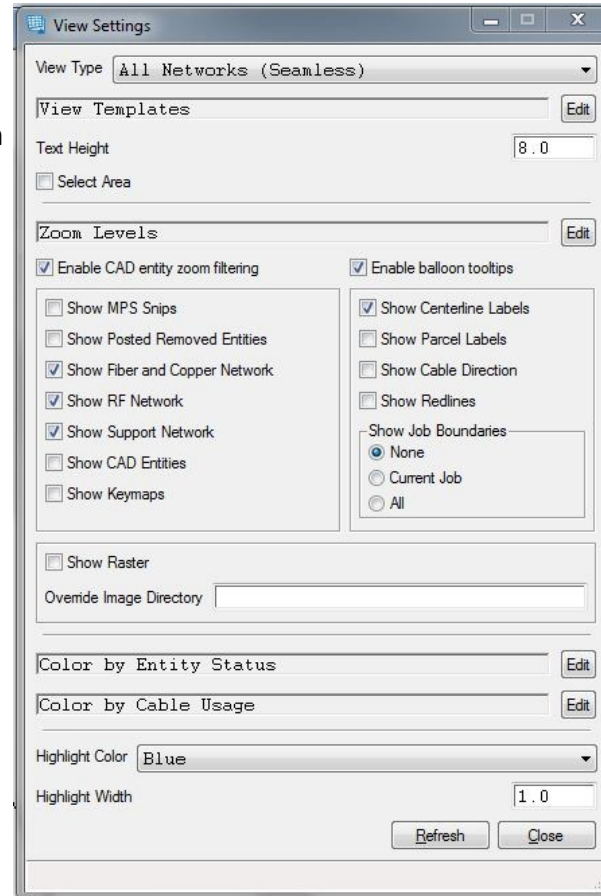 View Settings
View Type All Networks (Seamless)
View Templates Edit
Text Height 8.0
Select Area
Zoom Levels Edit
Enable CAD entity zoom filtering
Enable balloon tooltips
Show MPS Snips
Show Posted Removed Entities
Show Fiber and Copper Network
Show RF Network
Show Support Network
Show CAD Entities
Show Keymaps
Show Centerline Labels
Show Parcel Labels
Show Cable Direction
Show Redlines
Show Job Boundaries
None
Current Job
All
Show Raster
Override Image Directory
Color by Entity Status Edit
Color by Cable Usage Edit
Highlight Color Blue
Highlight Width 1.0
Refresh Close